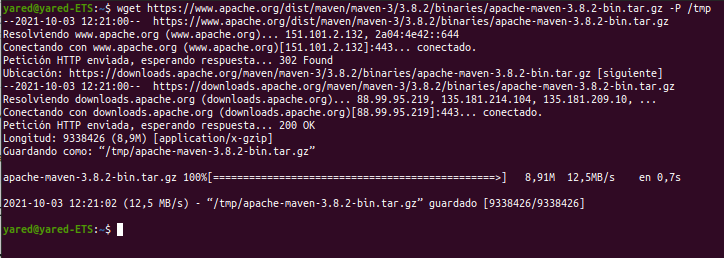 yared@yared-ETS:~$ wget https://www.apache.org/dist/maven/maven-3/3.8.2/binaries/apache-maven-3.8.2-bin.tar.gz -P /tmp
--2021-10-03 12:21:00--  https://www.apache.org/dist/maven/maven-3/3.8.2/binaries/apache-maven-3.8.2-bin.tar.gz
Resolviendo www.apache.org (www.apache.org)... 151.101.2.132, 2a04:4e42::644
Conectando con www.apache.org (www.apache.org)[151.101.2.132]:443... conectado.
Petición HTTP enviada, esperando respuesta... 302 Found
Ubicación: https://downloads.apache.org/maven/maven-3/3.8.2/binaries/apache-maven-3.8.2-bin.tar.gz [siguiente]
--2021-10-03 12:21:00--  https://downloads.apache.org/maven/maven-3/3.8.2/binaries/apache-maven-3.8.2-bin.tar.gz
Resolviendo downloads.apache.org (downloads.apache.org)... 88.99.95.219, 135.181.214.104, 135.181.209.10, ...
Conectando con downloads.apache.org (downloads.apache.org)[88.99.95.219]:443... conectado.
Petición HTTP enviada, esperando respuesta... 200 OK
Longitud: 9338426 (8,9M) [application/x-gzip]
Guardando como: “/tmp/apache-maven-3.8.2-bin.tar.gz”
apache-maven-3.8.2-bin.tar.gz 100%[===============================================>]   8,91M  12,5MB/s    en 0,7s
2021-10-03 12:21:02 (12,5 MB/s) - “/tmp/apache-maven-3.8.2-bin.tar.gz” guardado [9338426/9338426]
yared@yared-ETS:~$